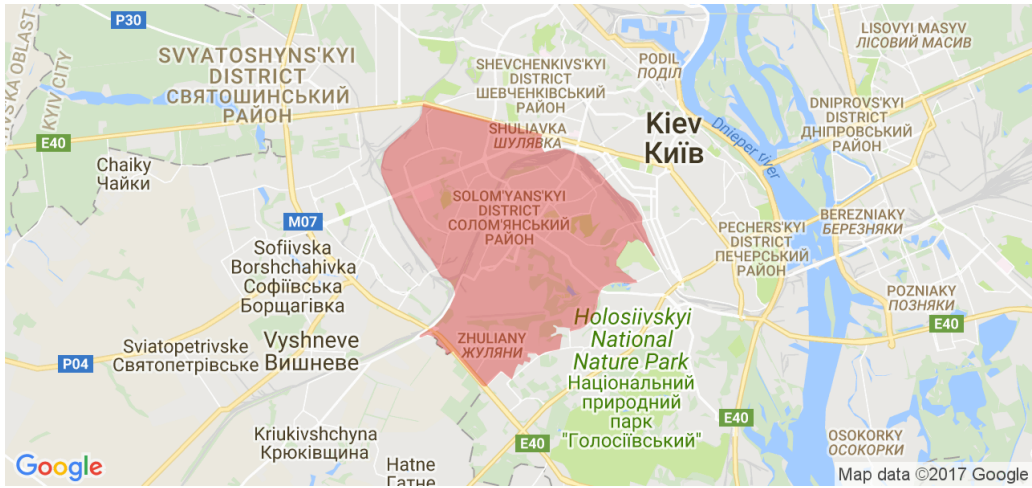 P30
LISOVYI MASYV
ЛІСОВИЙ МАСИВ
SVYATOSHYNS'KYI
DISTRICT
СВЯТОШИНСЬКИЙ
РАЙОН
KYIV CITY
SHEVCHENKIVS'KYI
DISTRICT
ШЕВЧЕНКІВСЬКИЙ
РАЙОН
PODIL
ПОДІЛ
DNIPROVS'KYI
DISTRICT
ДНІПРОВСЬКИЙ
РАЙОН
E40
SHULIAVKA
ШУЛЯВКА
Kiev
Київ
Dnieper river
Chaiky
Чайки
SOLOM'YANS'KYI
DISTRICT
СОЛОМ'ЯНСЬКИЙ
РАЙОН
M07
PECHERS'KYI
DISTRICT
ПЕЧЕРСЬКИЙ
РАЙОН
BEREZNIAKY
БЕРЕЗНЯКИ
Sofiivska
Borshchahivka
Софіївська
Борщагівка
POZNIAKY
ПОЗНЯКИ
E40
Holosiivskyi
National
Nature Park
Національний
природний
парк
"Голосіївський"
ZHULIANY
ЖУЛЯНИ
Vyshneve
Вишневе
Sviatopetrivske
Святопетрівське
P04
E40
E40
Kriukivshchyna
Крюківщина
OSOKORKY
ОСОКОРКИ
Hatne
Гатне
Google
Map data ©2017 Google